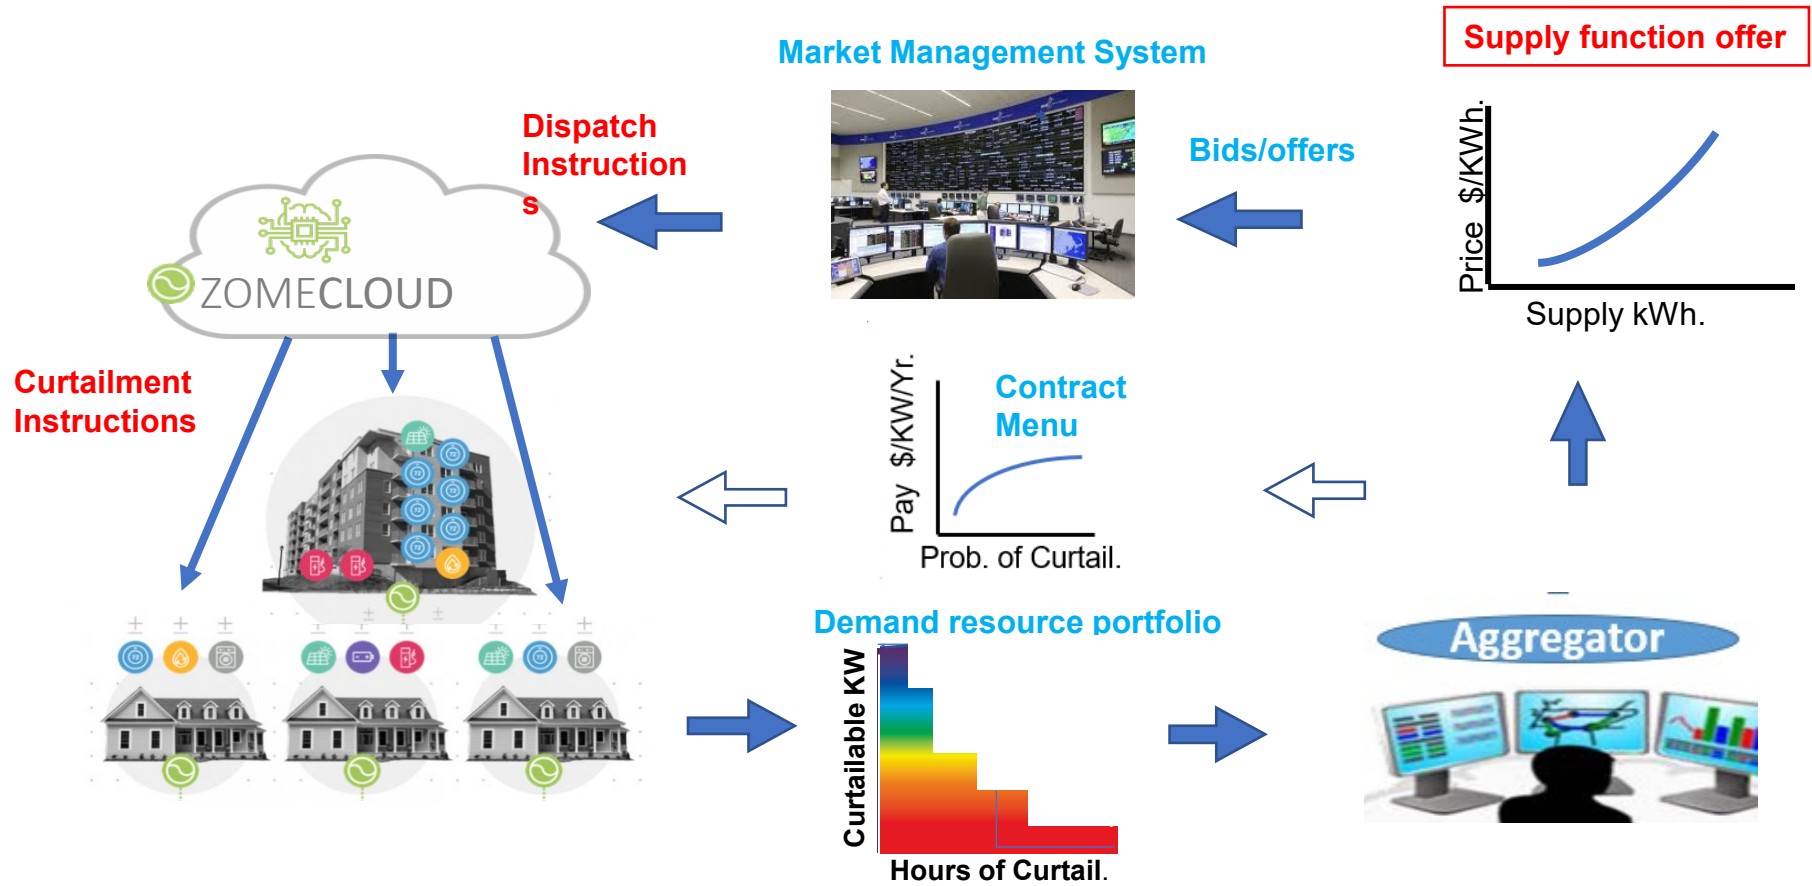 Supply function offer
Market Management System
Dispatch
Instruction
s
Bids/offers
Price $/KWh.
Supply kWh.
ZOMECLOUD
Curtailment
Instructions
Pay $/KW/Yr.
Contract
Menu
Prob. of Curtail.
Demand resource portfolio
Curtailable KW
Hours of Curtail.
Aggregator